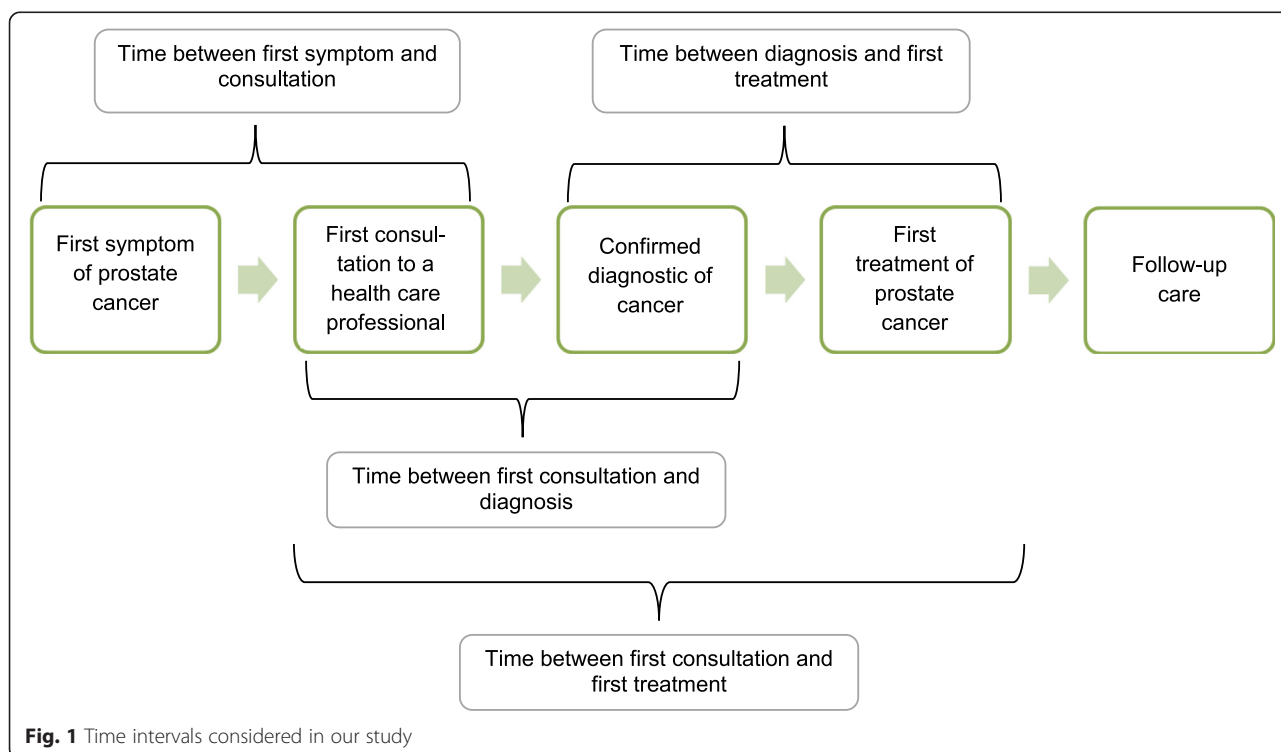 Time between first symptom and
consultation
Time between diagnosis and first
treatment
First symptom
of prostate
cancer
First consul-
tation to a
health care
professional
Confirmed
diagnostic of
cancer
First
treatment of
prostate
cancer
Follow-up
care
Time between first consultation and
diagnosis
Time between first consultation and
first treatment
Fig. 1 Time intervals considered in our study